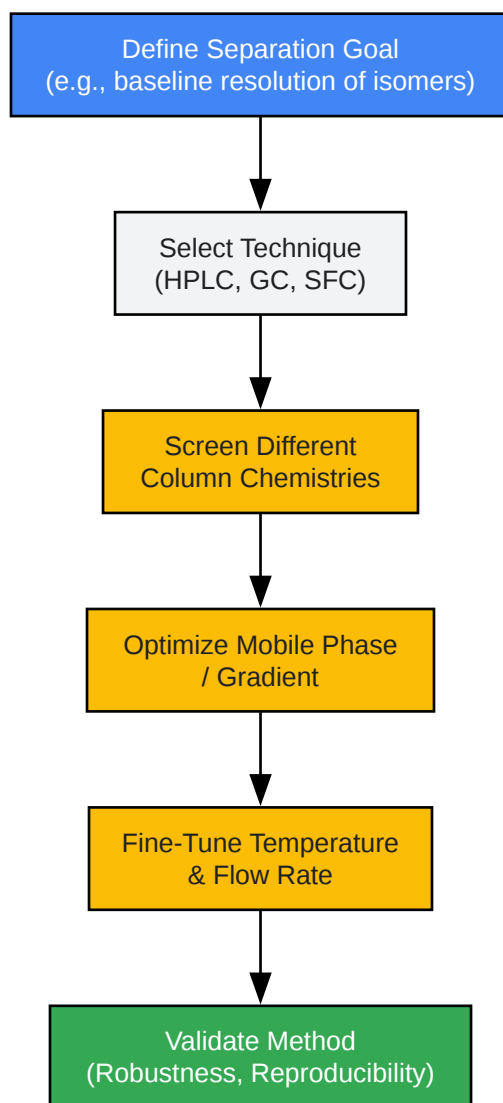 Define Separation Goal
(e.g., baseline resolution of isomers)
Select Technique
(HPLC, GC, SFC)
Screen Different
Column Chemistries
Optimize Mobile Phase
/ Gradient
Fine-Tune Temperature
& Flow Rate
Validate Method
(Robustness, Reproducibility)